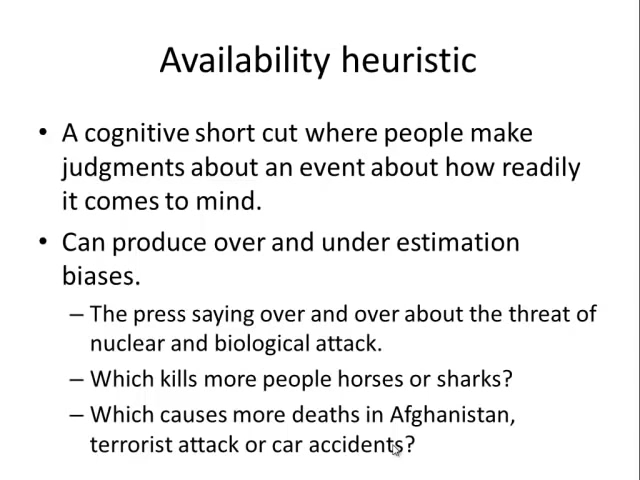 Availability heuristic
• A cognitive short cut where people make
judgments about an event about how readily
it comes to mind.
• Can produce over and under estimation
biases.
– The press saying over and over about the threat of
nuclear and biological attack.
– Which kills more people horses or sharks?
– Which causes more deaths in Afghanistan,
terrorist attack or car accidents?